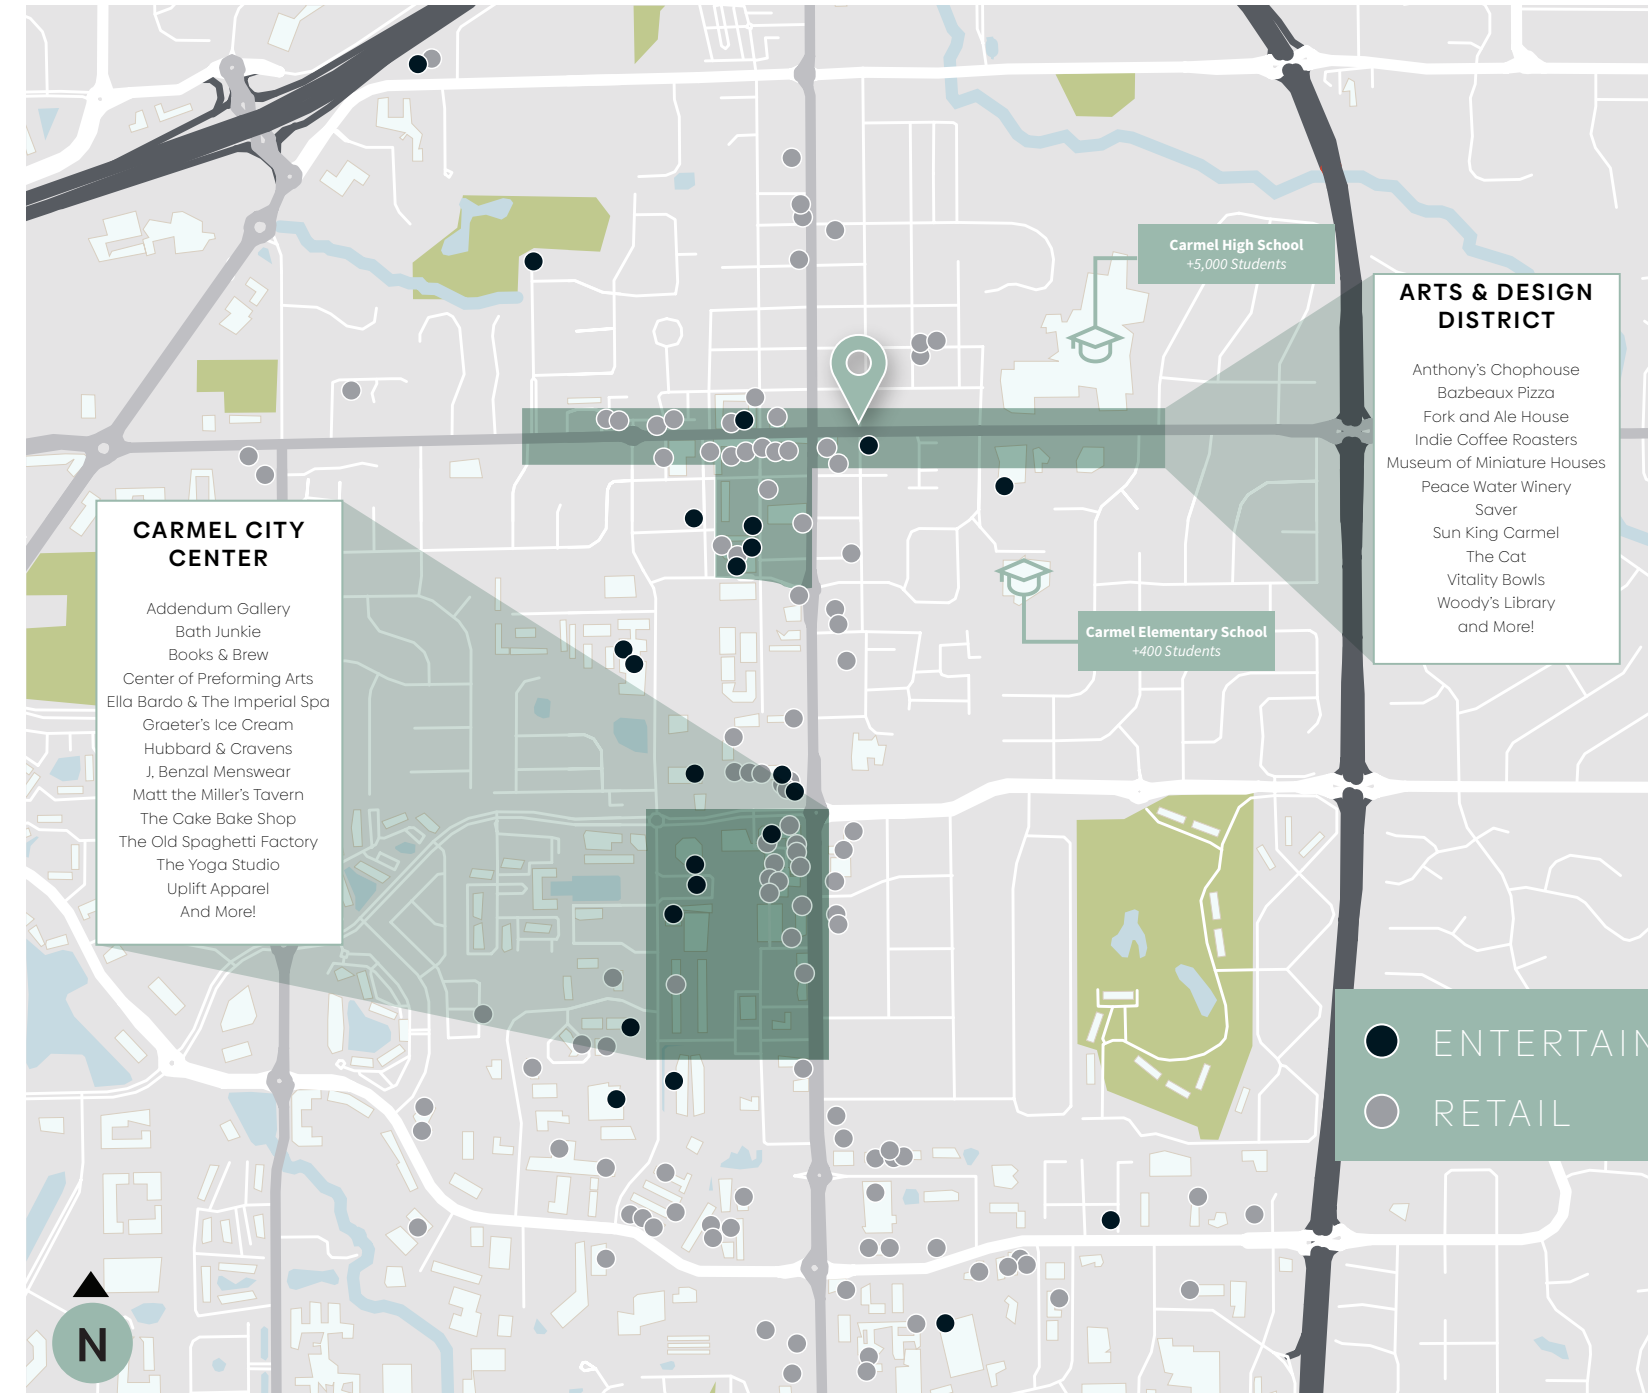 Carmel High School
+5,000 Students
ARTS & DESIGN
DISTRICT
Anthony's Chophouse
Bazbeaux Pizza
Fork and Ale House
Indie Coffee Roasters
Museum of Miniature Houses
Peace Water Winery
Saver
Sun King Carmel
The Cat
Vitality Bowls
Woody's Library
and More!
CARMEL CITY
CENTER
Addendum Gallery
Bath Junkie
Books & Brew
Center of Preforming Arts
Ella Bardo & The Imperial Spa
Graeter's Ice Cream
Hubbard & Cravens
J, Benzal Menswear
Matt the Miller's Tavern
The Cake Bake Shop
The Old Spaghetti Factory
The Yoga Studio
Uplift Apparel
And More!
Carmel Elementary School
+400 Students
ENTERTAIN
RETAIL
N